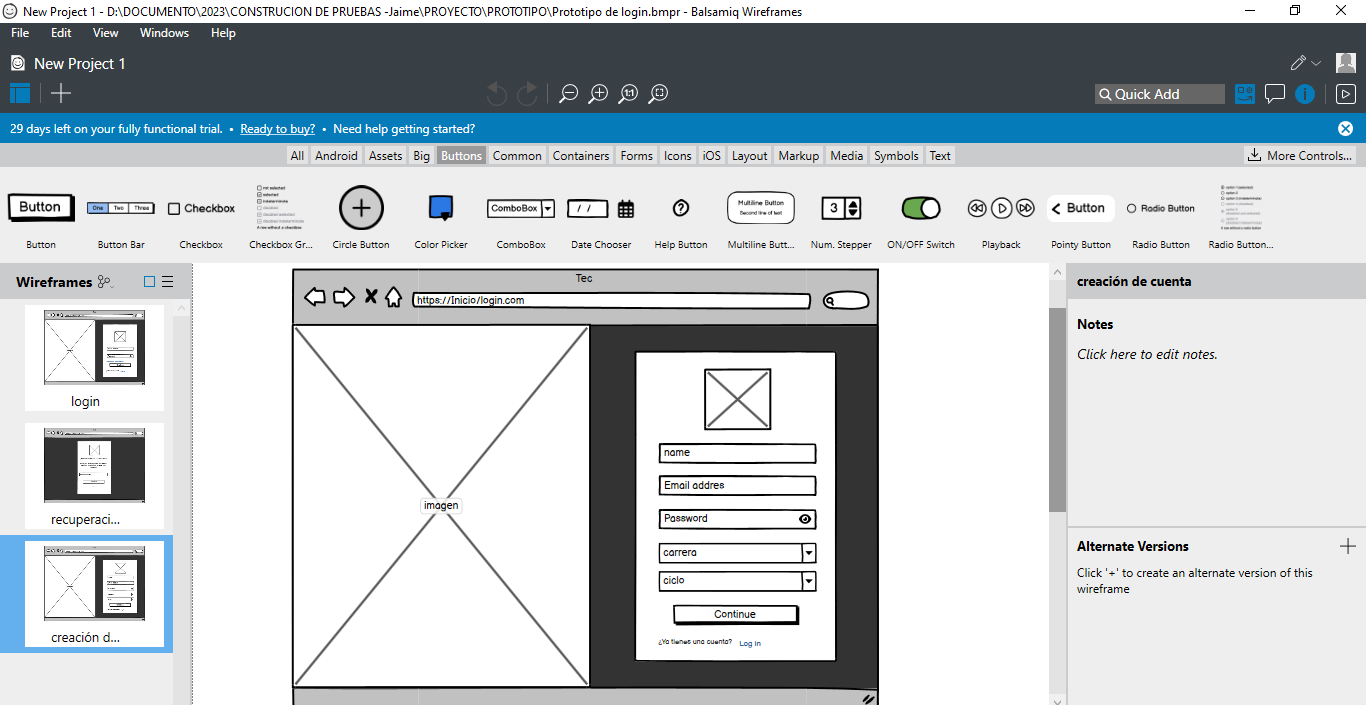 New Project 1 - D:\DOCUMENTO\2023\CONSTRUCION DE PRUEBAS -Jaime\PROYECTO\PROTOTIPO\Prototipo de login.bmpr - Balsamiq Wireframes
File Edit View Windows Help
New Project 1
1:1
Quick Add
29 days left on your fully functional trial. • Ready to buy? • Need help getting started?
All Android Assets Big Buttons Common Containers Forms Icons iOS Layout Markup Media Symbols Text More Controls...
Button One Two Three Checkbox ComboBox / / Multiline Button Second line of text 3 Button Radio Button
Button Button Bar Checkbox Checkbox Gr... Circle Button Color Picker ComboBox Date Chooser Help Button Multiline Butt... Num. Stepper ON/OFF Switch Playback Pointy Button Radio Button Radio Button...
Wireframes
login
recuperaci...
creación d...
Tec
https://Inicio/login.com
imagen
name
Email addres
Password
carrera
ciclo
Continue
¿Ya tienes una cuenta? Log in
creación de cuenta
Notes
Click here to edit notes.
Alternate Versions
Click '+' to create an alternate version of this
wireframe